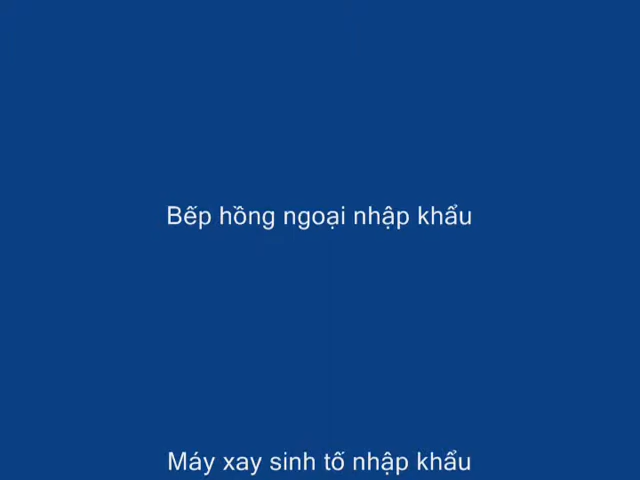 Bếp hồng ngoại nhập khẩu
Máy xay sinh tố nhập khẩu